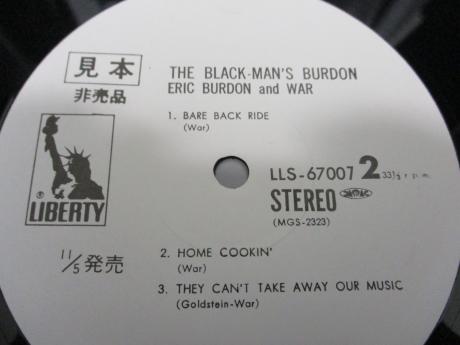 見本
非売品
THE BLACK-MAN'S BURDON
ERIC BURDON and WAR
1. BARE BACK RIDE
(War)
LLS-67007 2 33⅓ r p m.
STEREO
(MGS-2323)
LIBERTY
11/5 発売
2. HOME COOKIN'
(War)
3. THEY CAN'T TAKE AWAY OUR MUSIC
(Goldstein-War)